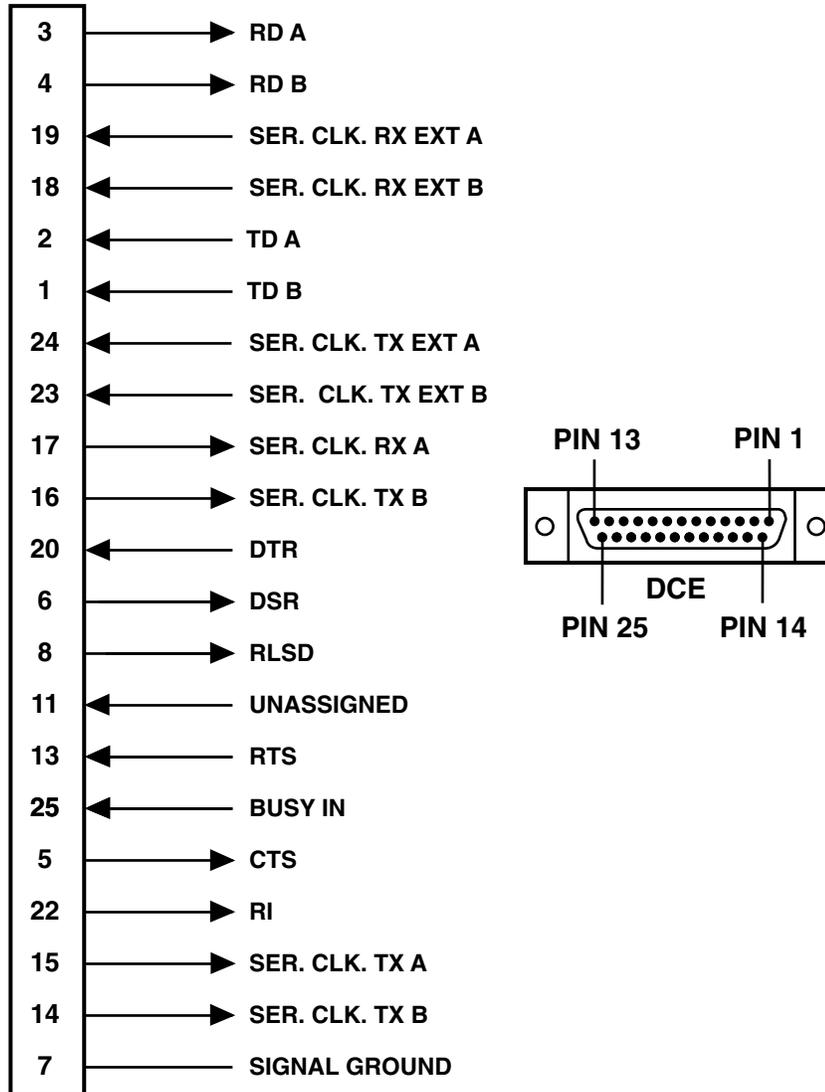 3 RD A
4 RD B
19 SER. CLK. RX EXT A
18 SER. CLK. RX EXT B
2 TD A
1 TD B
24 SER. CLK. TX EXT A
23 SER. CLK. TX EXT B
17 SER. CLK. RX A
16 SER. CLK. TX B
20 DTR
6 DSR
8 RLSD
11 UNASSIGNED
13 RTS
25 BUSY IN
5 CTS
22 RI
15 SER. CLK. TX A
14 SER. CLK. TX B
7 SIGNAL GROUND
PIN 13 PIN 1
DCE
PIN 25 PIN 14